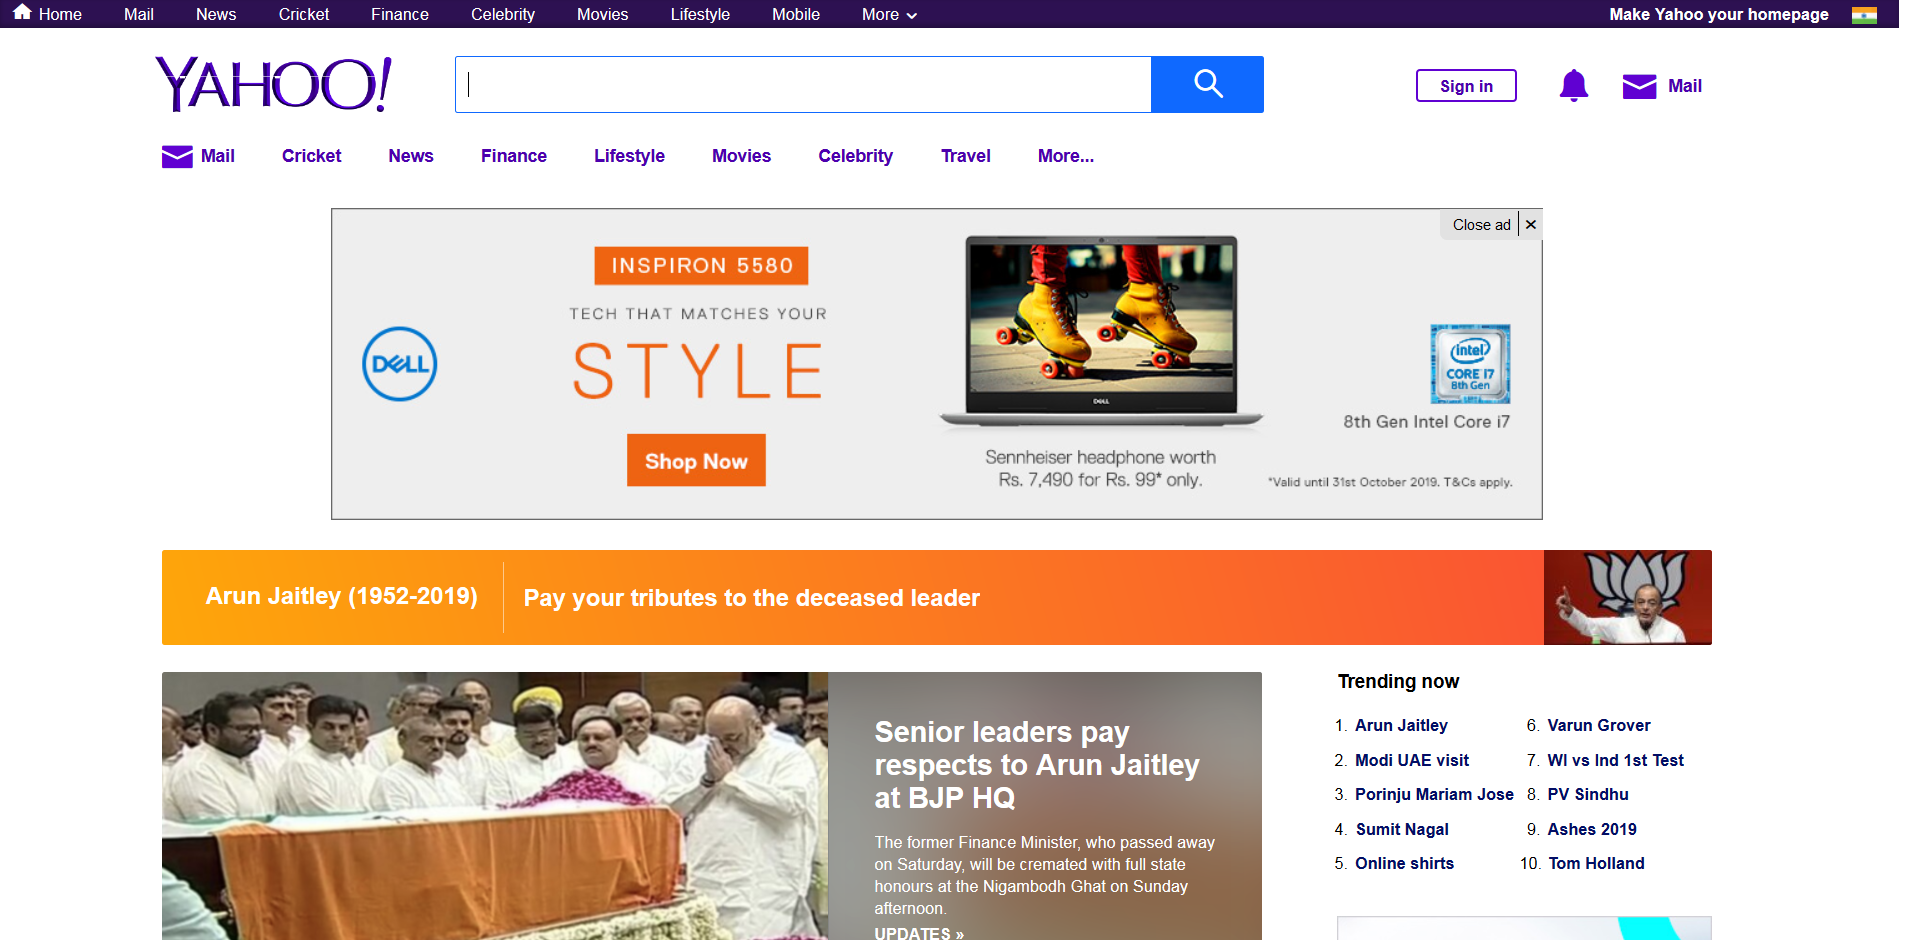 Home Mail News Cricket Finance Celebrity Movies Lifestyle Mobile More Make Yahoo your homepage
YAHOO!
Sign in Mail
Mail Cricket News Finance Lifestyle Movies Celebrity Travel More...
Close ad ✕
INSPIRON 5580
TECH THAT MATCHES YOUR
STYLE
Shop Now
DELL
DELL
Sennheiser headphone worth
Rs. 7,490 for Rs. 99* only.
intel
CORE i7
8th Gen
8th Gen Intel Core i7
*Valid until 31st October 2019. T&Cs apply.
Arun Jaitley (1952-2019) Pay your tributes to the deceased leader
Senior leaders pay
respects to Arun Jaitley
at BJP HQ
The former Finance Minister, who passed away
on Saturday, will be cremated with full state
honours at the Nigambodh Ghat on Sunday
afternoon.
UPDATES »
Trending now
1. Arun Jaitley
2. Modi UAE visit
3. Porinju Mariam Jose
4. Sumit Nagal
5. Online shirts
6. Varun Grover
7. WI vs Ind 1st Test
8. PV Sindhu
9. Ashes 2019
10. Tom Holland